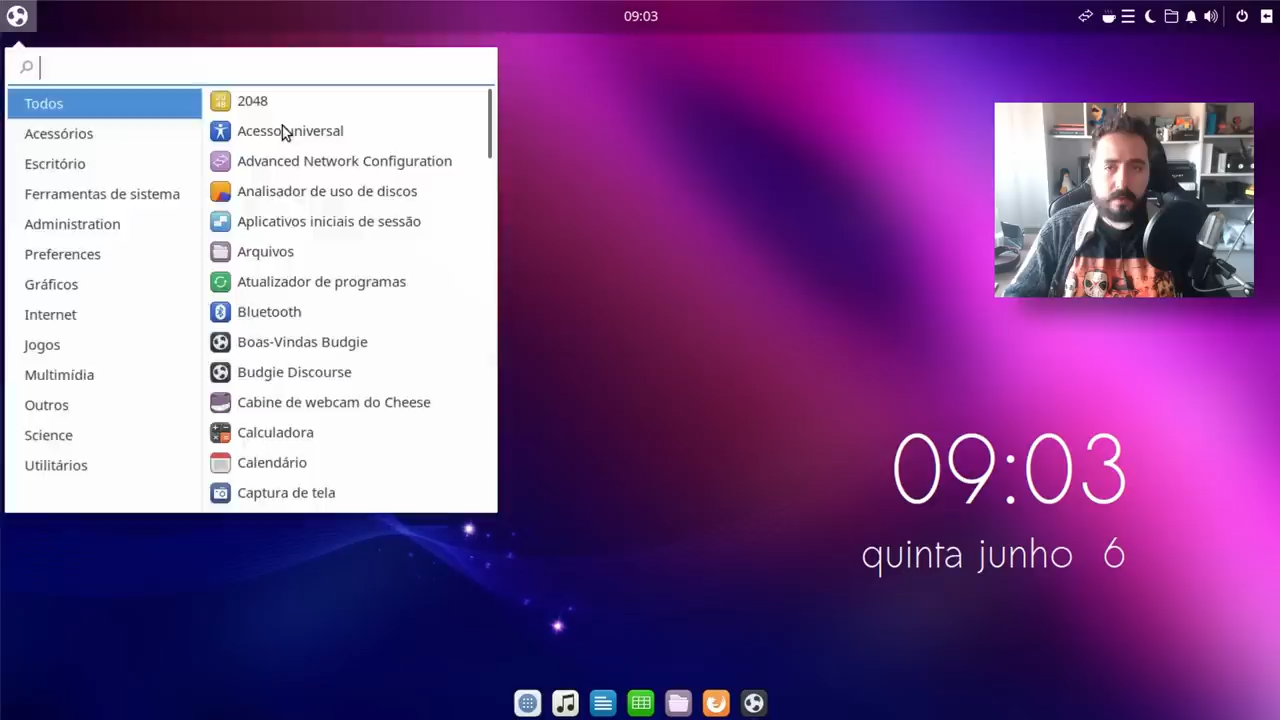 09:03
Todos
Acessórios
Escritório
Ferramentas de sistema
Administration
Preferences
Gráficos
Internet
Jogos
Multimídia
Outros
Science
Utilitários
2048
Acesso universal
Advanced Network Configuration
Analisador de uso de discos
Aplicativos iniciais de sessão
Arquivos
Atualizador de programas
Bluetooth
Boas-Vindas Budgie
Budgie Discourse
Cabine de webcam do Cheese
Calculadora
Calendário
Captura de tela
09:03
quinta junho 6